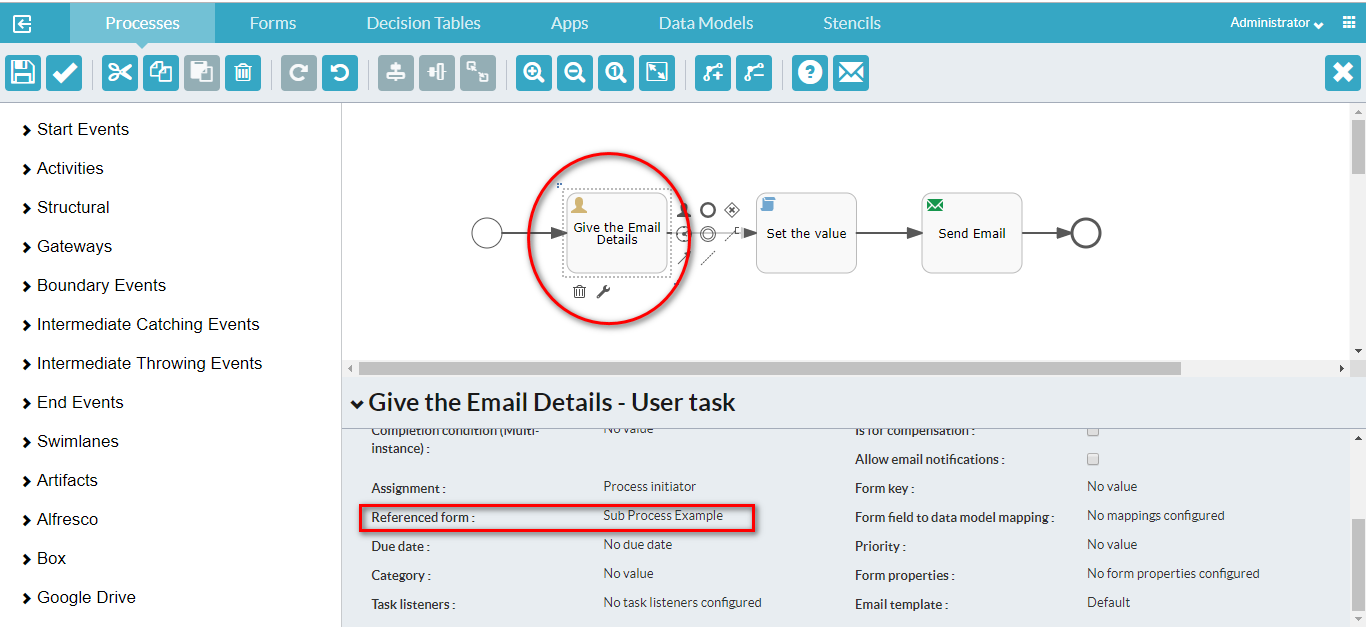 Processes Forms Decision Tables Apps Data Models Stencils Administrator
Start Events
Activities
Structural
Gateways
Boundary Events
Intermediate Catching Events
Intermediate Throwing Events
End Events
Swimlanes
Artifacts
Alfresco
Box
Google Drive
Give the Email
Details
Set the value
Send Email
Give the Email Details - User task
Completion condition (Multi- No value Is for compensation :
instance) :
Allow email notifications :
Assignment : Process initiator Form key : No value
Referenced form : Sub Process Example Form field to data model mapping : No mappings configured
Due date : No due date Priority : No value
Category : No value Form properties : No form properties configured
Task listeners : No task listeners configured Email template : Default